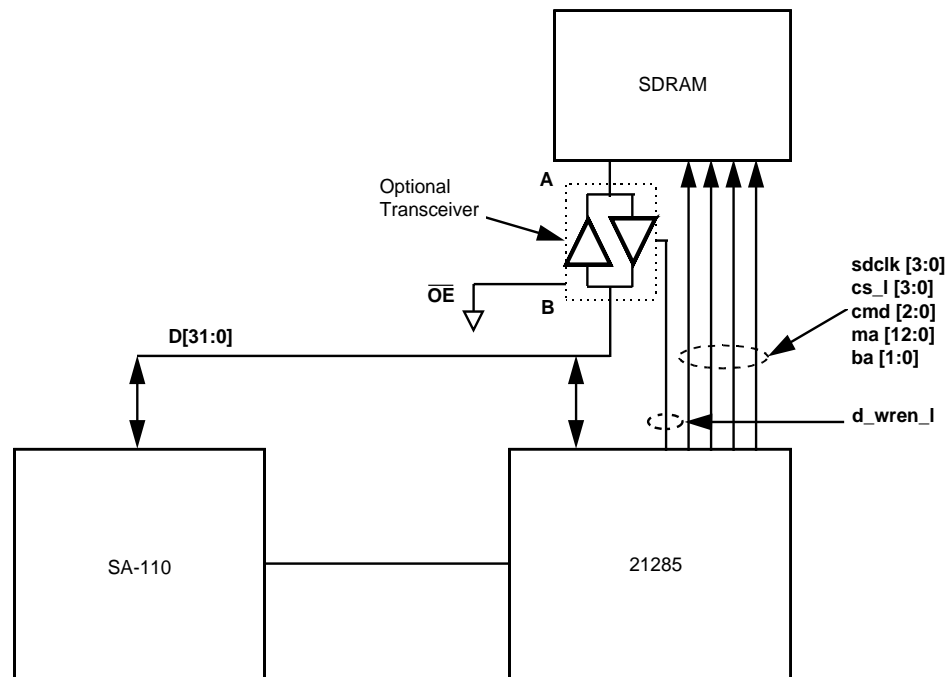 SDRAM
A
Optional
Transceiver
OE
B
sdclk [3:0]
cs_l [3:0]
cmd [2:0]
ma [12:0]
ba [1:0]
D[31:0]
d_wren_l
SA-110
21285